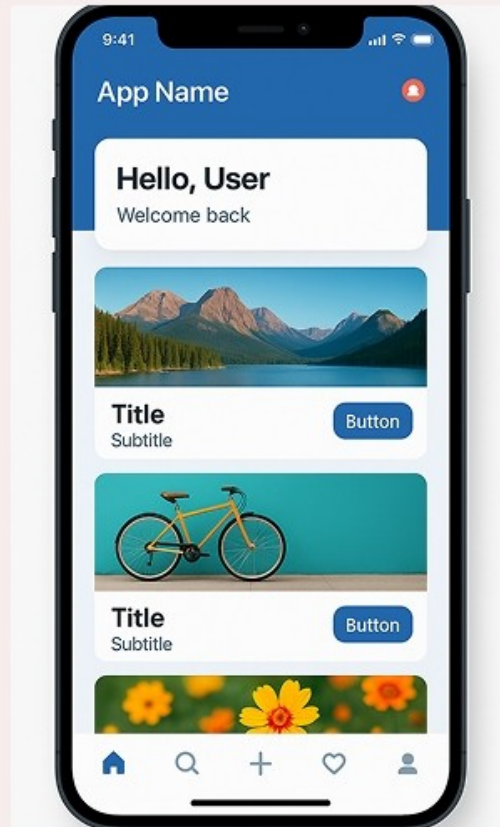 9:41
App Name
Hello, User
Welcome back
Title
Subtitle
Button
Title
Subtitle
Button